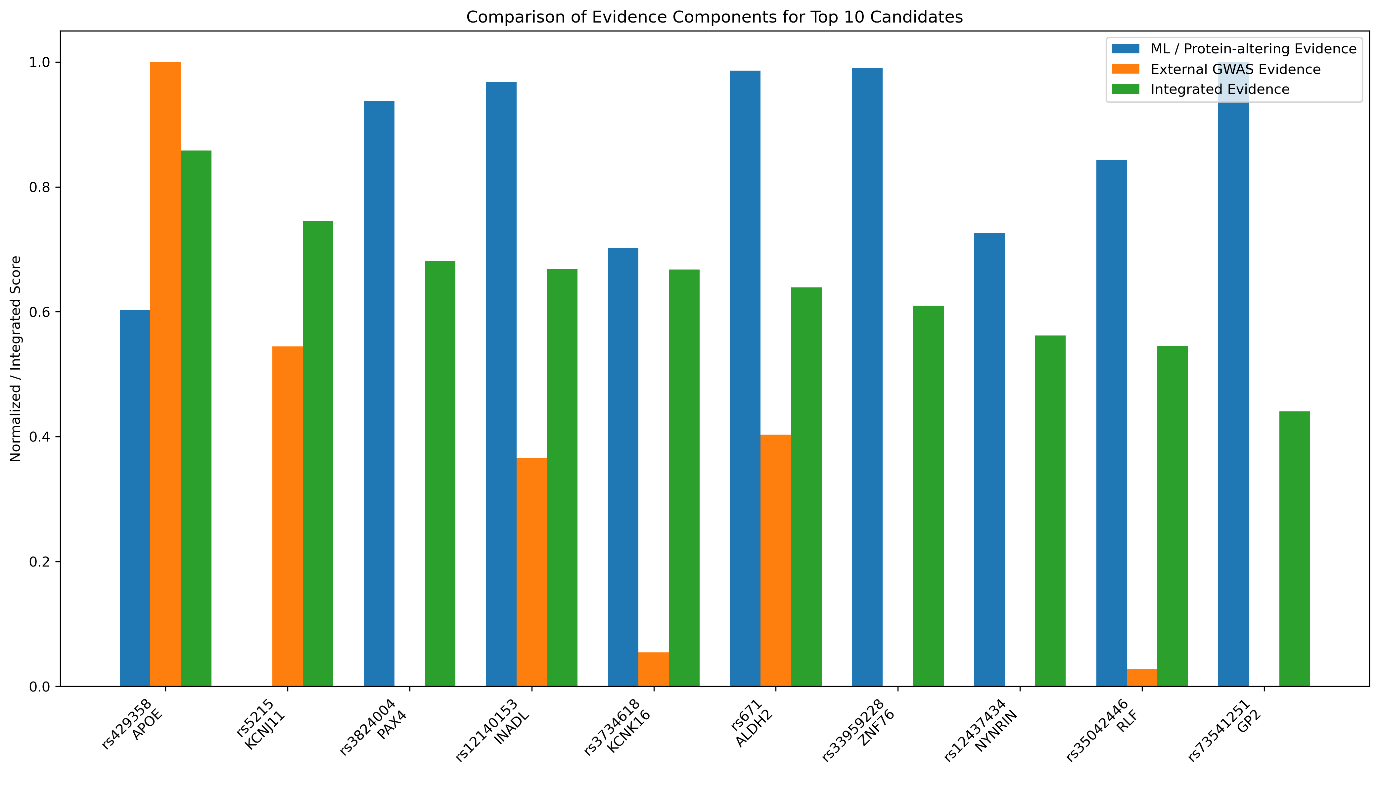 Comparison of Evidence Components for Top 10 Candidates
ML / Protein-altering Evidence
External GWAS Evidence
Integrated Evidence
Normalized / Integrated Score
1.0
0.8
0.6
0.4
0.2
0.0
rs429358
APOE
rs5215
KCNJ11
rs3824004
PAX4
rs12140153
INADL
rs3734618
KCNK16
rs671
ALDH2
rs33959228
ZNF76
rs12437434
NYNRIN
rs35042446
RLF
rs73541251
GP2